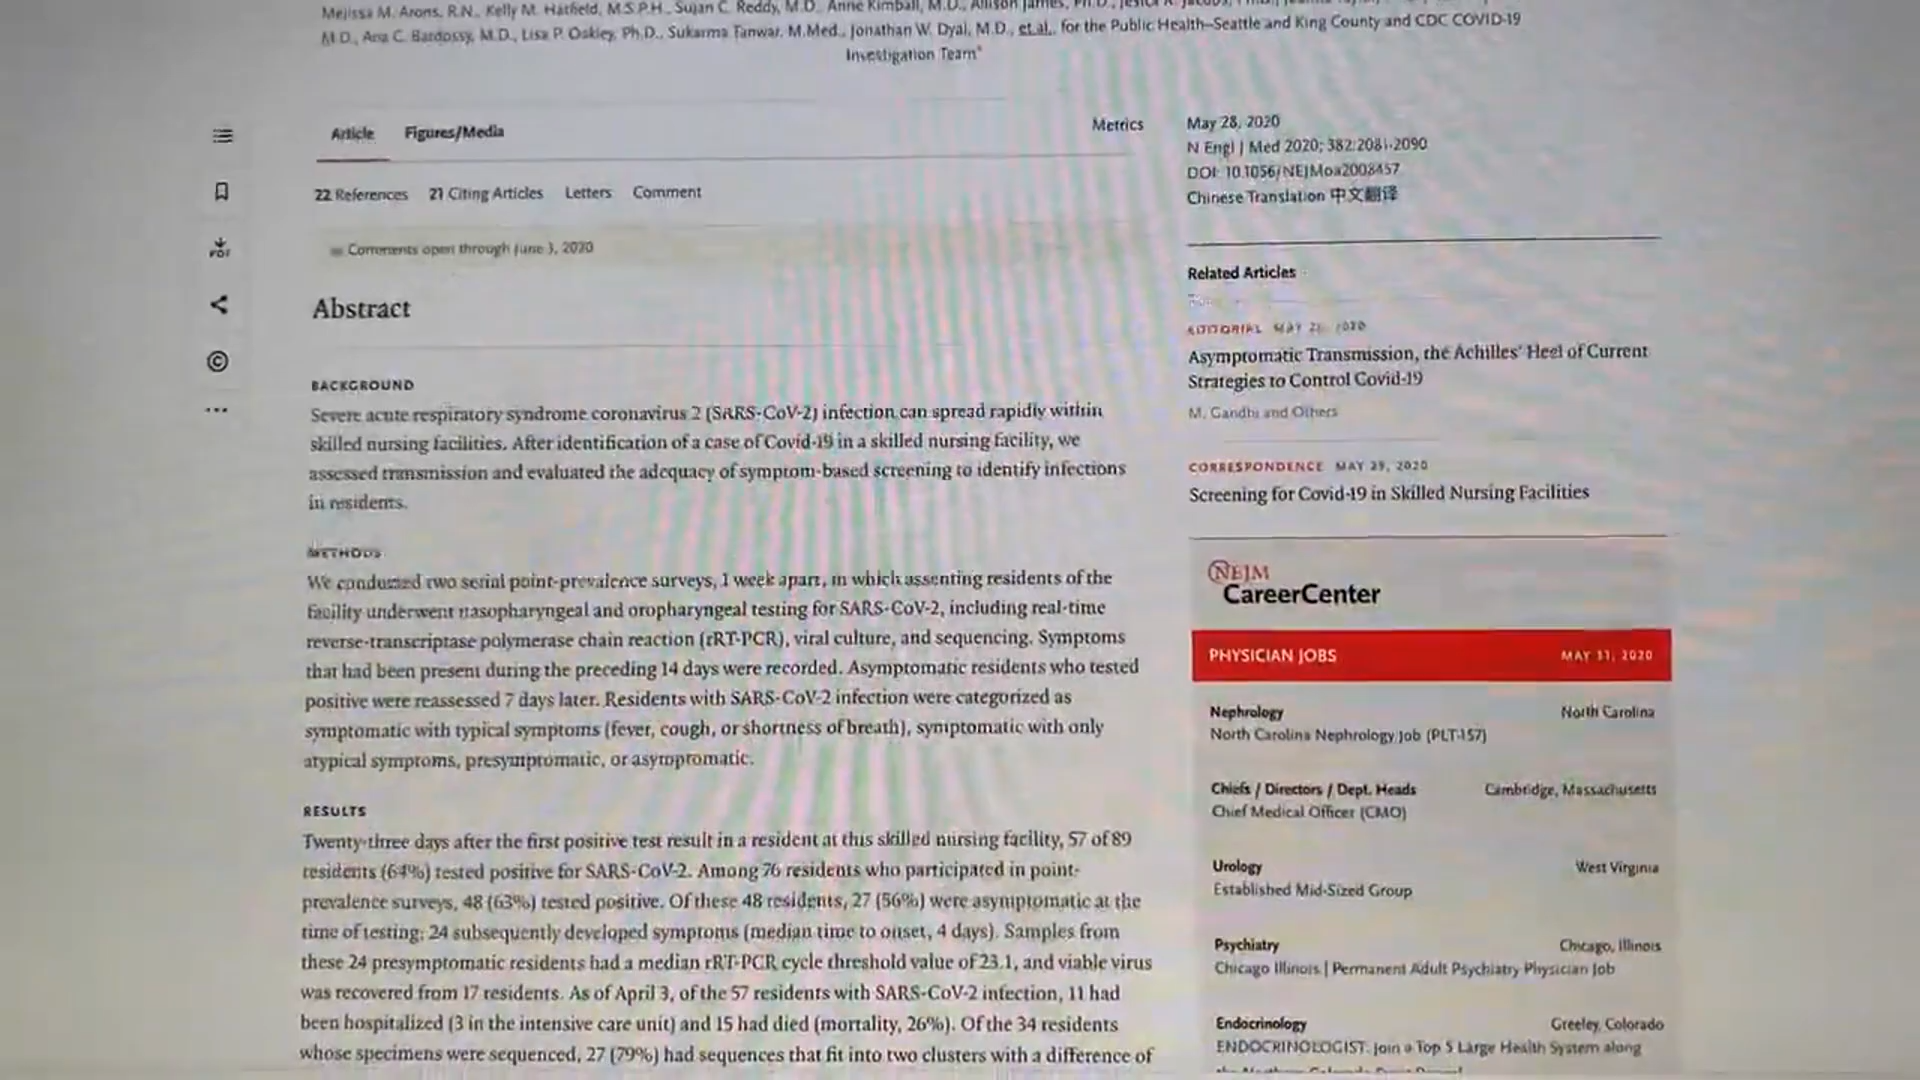 Melissa M. Arons, R.N., Kelly M. Hatfield, M.S.P.H., Sujan C. Reddy, M.D., Anne Kimball, M.D., Allison James, Ph.D.,
M.D., Ana C. Bardossy, M.D., Lisa P. Oakley, Ph.D., Sukarma Tanwar, M.Med., Jonathan W. Dyal, M.D., et al., for the Public Health–Seattle and King County and CDC COVID-19
Investigation Team*
Article Figures/Media Metrics
22 References 21 Citing Articles Letters Comment
Comments open through June 3, 2020
PDF
Abstract
BACKGROUND
Severe acute respiratory syndrome coronavirus 2 (SARS-CoV-2) infection can spread rapidly within
skilled nursing facilities. After identification of a case of Covid-19 in a skilled nursing facility, we
assessed transmission and evaluated the adequacy of symptom-based screening to identify infections
in residents.
METHODS
We conducted two serial point-prevalence surveys, 1 week apart, in which assenting residents of the
facility underwent nasopharyngeal and oropharyngeal testing for SARS-CoV-2, including real-time
reverse-transcriptase polymerase chain reaction (rRT-PCR), viral culture, and sequencing. Symptoms
that had been present during the preceding 14 days were recorded. Asymptomatic residents who tested
positive were reassessed 7 days later. Residents with SARS-CoV-2 infection were categorized as
symptomatic with typical symptoms (fever, cough, or shortness of breath), symptomatic with only
atypical symptoms, presymptomatic, or asymptomatic.
RESULTS
Twenty-three days after the first positive test result in a resident at this skilled nursing facility, 57 of 89
residents (64%) tested positive for SARS-CoV-2. Among 76 residents who participated in point-
prevalence surveys, 48 (63%) tested positive. Of these 48 residents, 27 (56%) were asymptomatic at the
time of testing; 24 subsequently developed symptoms (median time to onset, 4 days). Samples from
these 24 presymptomatic residents had a median rRT-PCR cycle threshold value of 23.1, and viable virus
was recovered from 17 residents. As of April 3, of the 57 residents with SARS-CoV-2 infection, 11 had
been hospitalized (3 in the intensive care unit) and 15 had died (mortality, 26%). Of the 34 residents
whose specimens were sequenced, 27 (79%) had sequences that fit into two clusters with a difference of
May 28, 2020
N Engl J Med 2020; 382:2081-2090
DOI: 10.1056/NEJMoa2008457
Chinese Translation 中文翻译
Related Articles
EDITORIAL MAY 28, 2020
Asymptomatic Transmission, the Achilles' Heel of Current
Strategies to Control Covid-19
M. Gandhi and Others
CORRESPONDENCE MAY 29, 2020
Screening for Covid-19 in Skilled Nursing Facilities
NEJM
CareerCenter
PHYSICIAN JOBS MAY 31, 2020
Nephrology North Carolina
North Carolina Nephrology Job (PLT-157)
Chiefs / Directors / Dept. Heads Cambridge, Massachusetts
Chief Medical Officer (CMO)
Urology West Virginia
Established Mid-Sized Group
Psychiatry Chicago, Illinois
Chicago Illinois | Permanent Adult Psychiatry Physician Job
Endocrinology Greeley, Colorado
ENDOCRINOLOGIST: Join a Top 5 Large Health System along